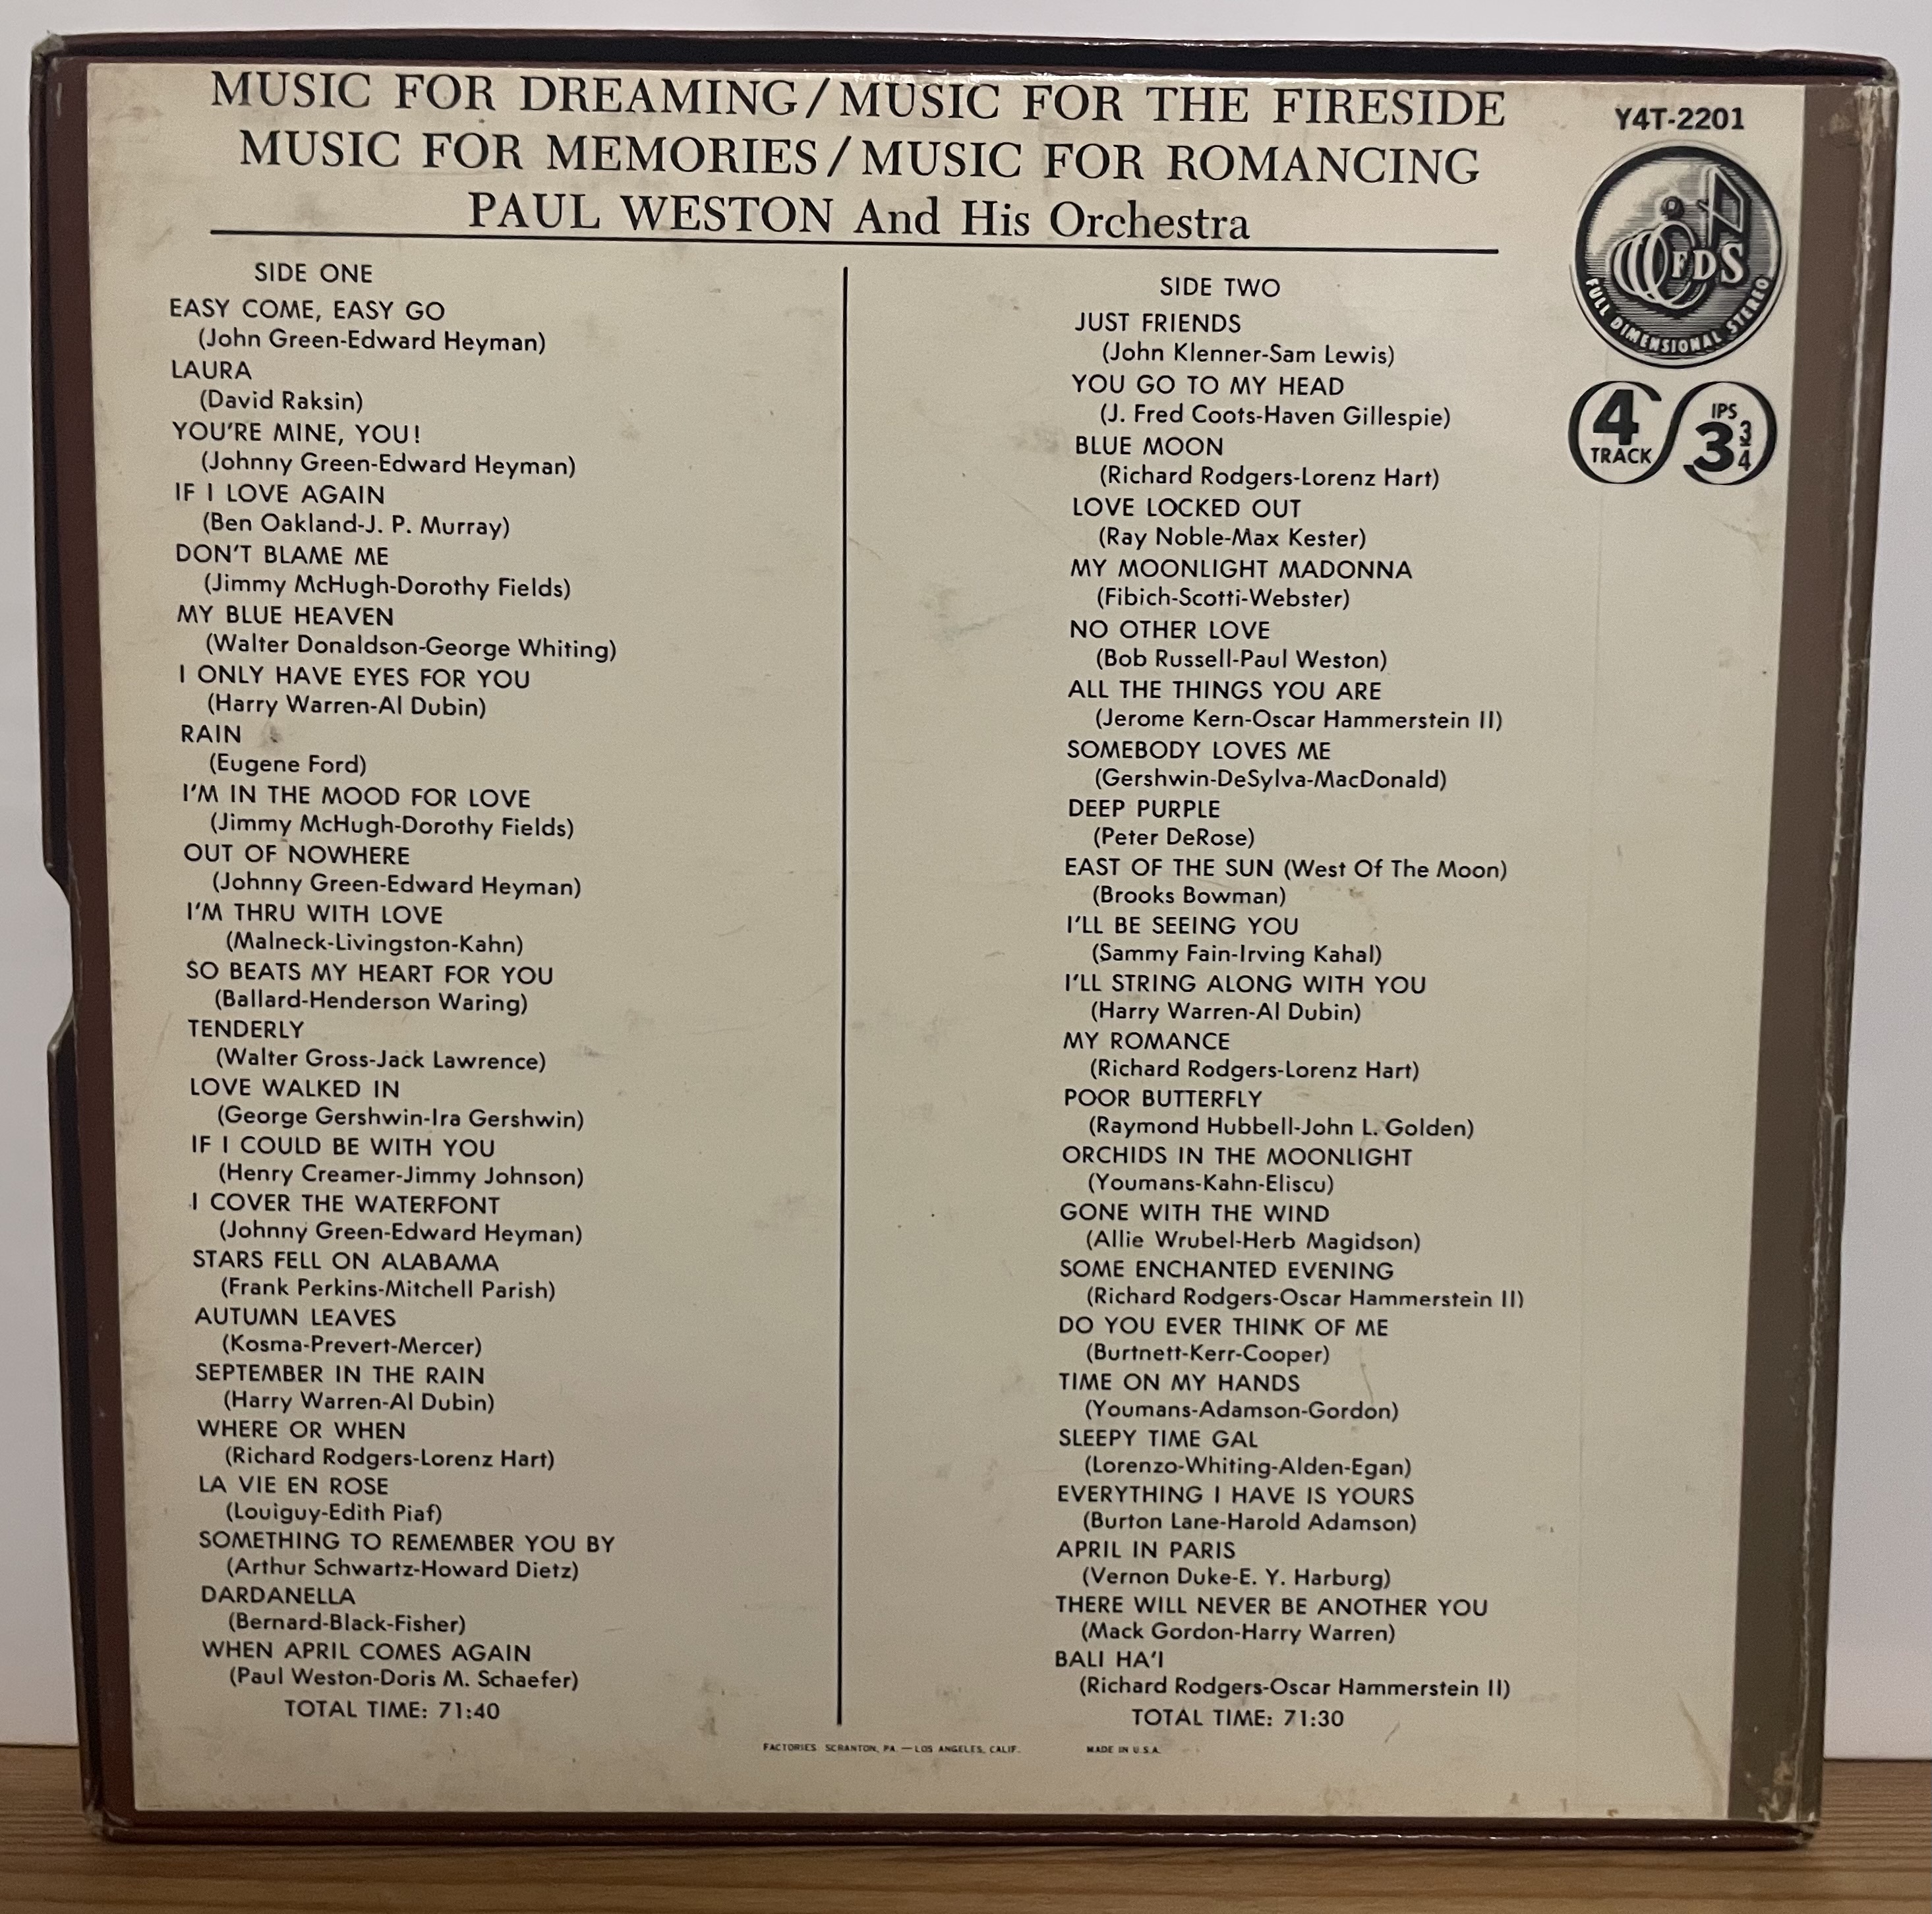 MUSIC FOR DREAMING/MUSIC FOR THE FIRESIDE
MUSIC FOR MEMORIES/MUSIC FOR ROMANCING
PAUL WESTON And His Orchestra
Y4T-2201
FDS
FULL DIMENSIONAL STEREO
4
TRACK
IPS
3 3/4
SIDE ONE
EASY COME, EASY GO
(John Green-Edward Heyman)
LAURA
(David Raksin)
YOU'RE MINE, YOU!
(Johnny Green-Edward Heyman)
IF I LOVE AGAIN
(Ben Oakland-J. P. Murray)
DON'T BLAME ME
(Jimmy McHugh-Dorothy Fields)
MY BLUE HEAVEN
(Walter Donaldson-George Whiting)
I ONLY HAVE EYES FOR YOU
(Harry Warren-Al Dubin)
RAIN
(Eugene Ford)
I'M IN THE MOOD FOR LOVE
(Jimmy McHugh-Dorothy Fields)
OUT OF NOWHERE
(Johnny Green-Edward Heyman)
I'M THRU WITH LOVE
(Malneck-Livingston-Kahn)
SO BEATS MY HEART FOR YOU
(Ballard-Henderson Waring)
TENDERLY
(Walter Gross-Jack Lawrence)
LOVE WALKED IN
(George Gershwin-Ira Gershwin)
IF I COULD BE WITH YOU
(Henry Creamer-Jimmy Johnson)
I COVER THE WATERFONT
(Johnny Green-Edward Heyman)
STARS FELL ON ALABAMA
(Frank Perkins-Mitchell Parish)
AUTUMN LEAVES
(Kosma-Prevert-Mercer)
SEPTEMBER IN THE RAIN
(Harry Warren-Al Dubin)
WHERE OR WHEN
(Richard Rodgers-Lorenz Hart)
LA VIE EN ROSE
(Louiguy-Edith Piaf)
SOMETHING TO REMEMBER YOU BY
(Arthur Schwartz-Howard Dietz)
DARDANELLA
(Bernard-Black-Fisher)
WHEN APRIL COMES AGAIN
(Paul Weston-Doris M. Schaefer)
TOTAL TIME: 71:40
SIDE TWO
JUST FRIENDS
(John Klenner-Sam Lewis)
YOU GO TO MY HEAD
(J. Fred Coots-Haven Gillespie)
BLUE MOON
(Richard Rodgers-Lorenz Hart)
LOVE LOCKED OUT
(Ray Noble-Max Kester)
MY MOONLIGHT MADONNA
(Fibich-Scotti-Webster)
NO OTHER LOVE
(Bob Russell-Paul Weston)
ALL THE THINGS YOU ARE
(Jerome Kern-Oscar Hammerstein II)
SOMEBODY LOVES ME
(Gershwin-DeSylva-MacDonald)
DEEP PURPLE
(Peter DeRose)
EAST OF THE SUN (West Of The Moon)
(Brooks Bowman)
I'LL BE SEEING YOU
(Sammy Fain-Irving Kahal)
I'LL STRING ALONG WITH YOU
(Harry Warren-Al Dubin)
MY ROMANCE
(Richard Rodgers-Lorenz Hart)
POOR BUTTERFLY
(Raymond Hubbell-John L. Golden)
ORCHIDS IN THE MOONLIGHT
(Youmans-Kahn-Eliscu)
GONE WITH THE WIND
(Allie Wrubel-Herb Magidson)
SOME ENCHANTED EVENING
(Richard Rodgers-Oscar Hammerstein II)
DO YOU EVER THINK OF ME
(Burtnett-Kerr-Cooper)
TIME ON MY HANDS
(Youmans-Adamson-Gordon)
SLEEPY TIME GAL
(Lorenzo-Whiting-Alden-Egan)
EVERYTHING I HAVE IS YOURS
(Burton Lane-Harold Adamson)
APRIL IN PARIS
(Vernon Duke-E. Y. Harburg)
THERE WILL NEVER BE ANOTHER YOU
(Mack Gordon-Harry Warren)
BALI HA'I
(Richard Rodgers-Oscar Hammerstein II)
TOTAL TIME: 71:30
FACTORIES: SCRANTON, PA. — LOS ANGELES, CALIF. MADE IN U.S.A.